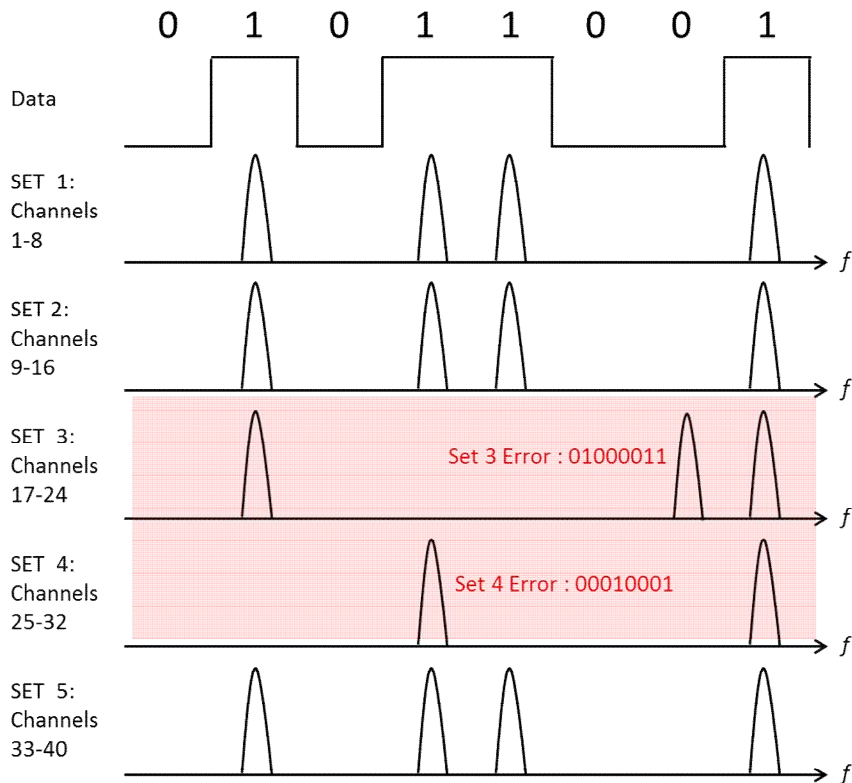 0 1 0 1 1 0 0 1
Data
SET 1:
Channels
1-8
f
SET 2:
Channels
9-16
f
SET 3:
Channels
17-24
Set 3 Error : 01000011
f
SET 4:
Channels
25-32
Set 4 Error : 00010001
f
SET 5:
Channels
33-40
f